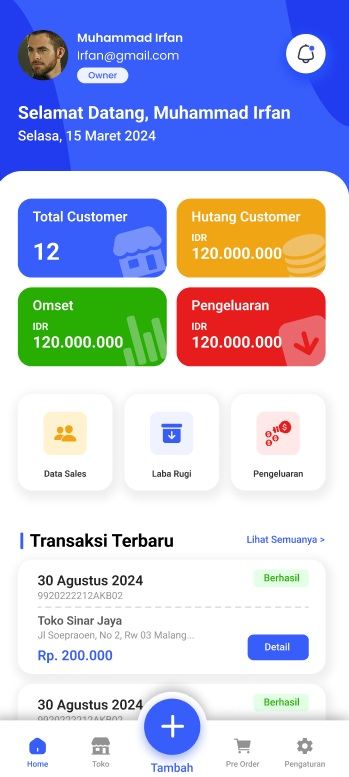 Muhammad Irfan
Irfan@gmail.com
Owner
Selamat Datang, Muhammad Irfan
Selasa, 15 Maret 2024
Total Customer
12
Hutang Customer
IDR
120.000.000
Omset
IDR
120.000.000
Pengeluaran
IDR
120.000.000
Data Sales
Laba Rugi
Pengeluaran
Transaksi Terbaru
Lihat Semuanya >
30 Agustus 2024
Berhasil
9920222212AKB02
Toko Sinar Jaya
Jl Soepraoen, No 2, Rw 03 Malang...
Rp. 200.000
Detail
30 Agustus 2024
Berhasil
9920222212AKB02
Home
Toko
Tambah
Pre Order
Pengaturan